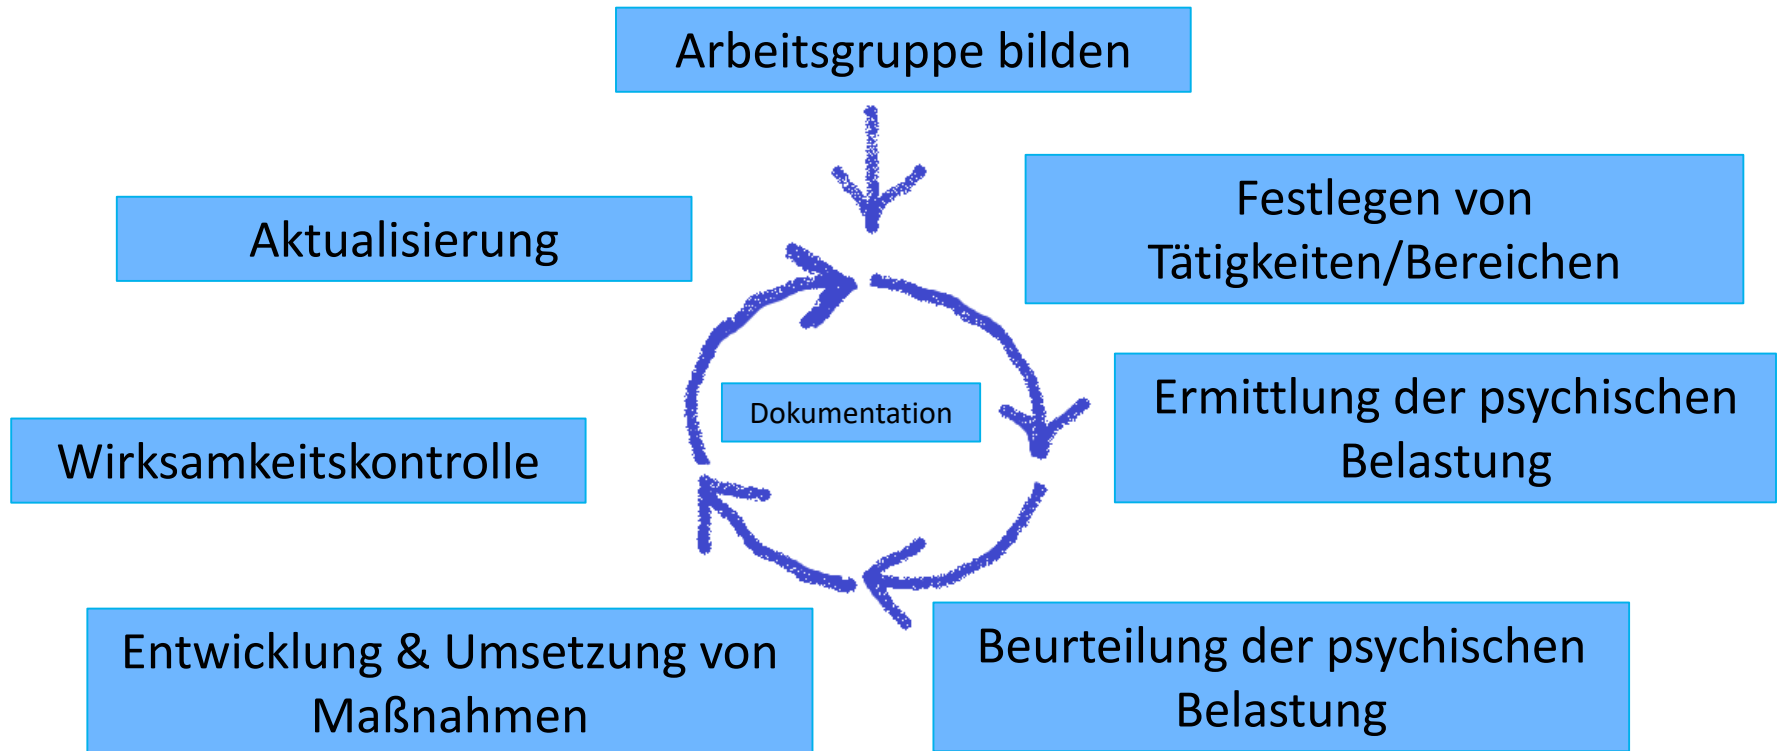 Arbeitsgruppe bilden
Festlegen von
Tätigkeiten/Bereichen
Ermittlung der psychischen
Belastung
Beurteilung der psychischen
Belastung
Entwicklung & Umsetzung von
Maßnahmen
Wirksamkeitskontrolle
Aktualisierung
Dokumentation